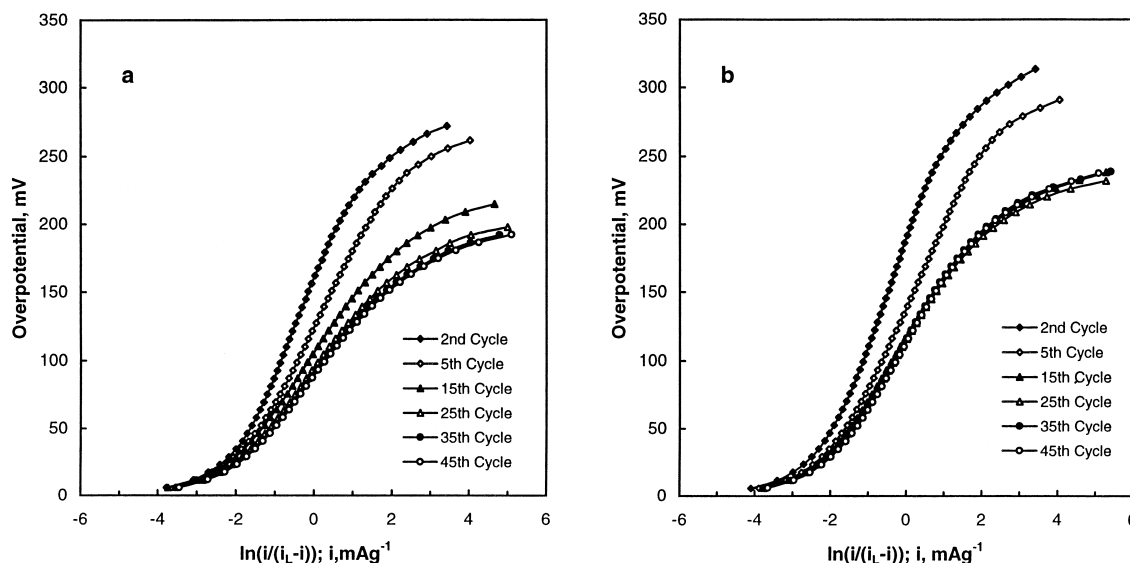 a
Overpotential, mV
350
300
250
200
150
100
50
0
-6
-4
-2
0
2
4
6
ln(i/(i_L-i)); i,mAg⁻¹
2nd Cycle
5th Cycle
15th Cycle
25th Cycle
35th Cycle
45th Cycle
b
Overpotential, mV
350
300
250
200
150
100
50
0
-6
-4
-2
0
2
4
6
ln(i/(i_L-i)); i, mAg⁻¹
2nd Cycle
5th Cycle
15th Cycle
25th Cycle
35th Cycle
45th Cycle